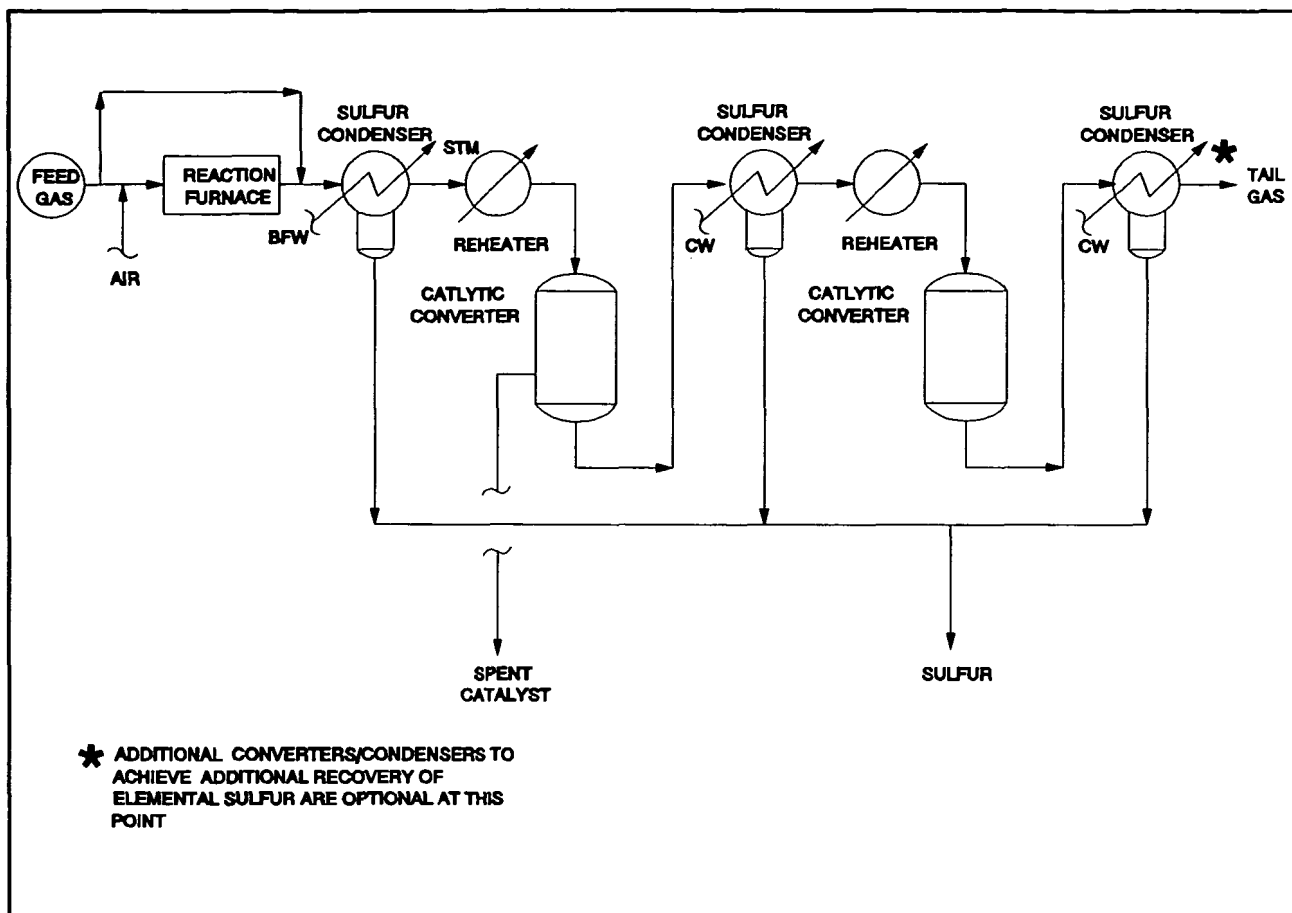 SULFUR
CONDENSER
STM
FEED
GAS
REACTION
FURNACE
BFW
AIR
REHEATER
CATLYTIC
CONVERTER
SULFUR
CONDENSER
CW
REHEATER
CATLYTIC
CONVERTER
SULFUR
CONDENSER
*
TAIL
GAS
CW
SPENT
CATALYST
SULFUR
* ADDITIONAL CONVERTERS/CONDENSERS TO
ACHIEVE ADDITIONAL RECOVERY OF
ELEMENTAL SULFUR ARE OPTIONAL AT THIS
POINT